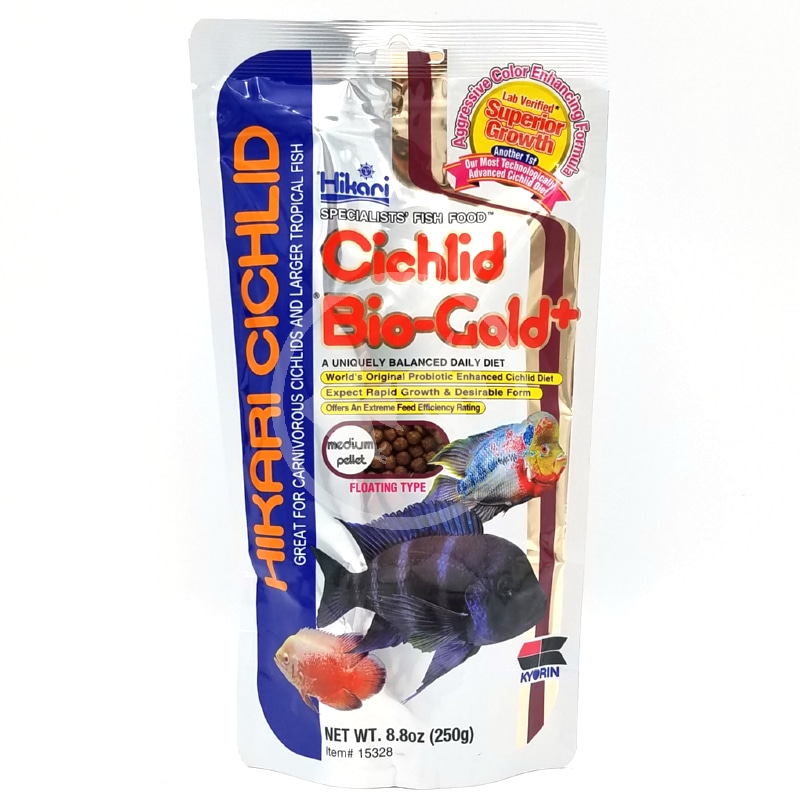 HIKARI CICHLID
GREAT FOR CARNIVOROUS CICHLIDS AND LARGER TROPICAL FISH
Aggressive Color Enhancing Formula
Lab Verified*
Superior
Growth
Another 1st
Our Most Technologically
Advanced Cichlid Diet
Hikari
SPECIALISTS' FISH FOOD™
Cichlid
® Bio-Gold+
A UNIQUELY BALANCED DAILY DIET
World's Original Probiotic Enhanced Cichlid Diet
Expect Rapid Growth & Desirable Form
Offers An Extreme Feed Efficiency Rating
medium
pellet
FLOATING TYPE
KYORIN
NET WT. 8.8oz (250g)
Item# 15328